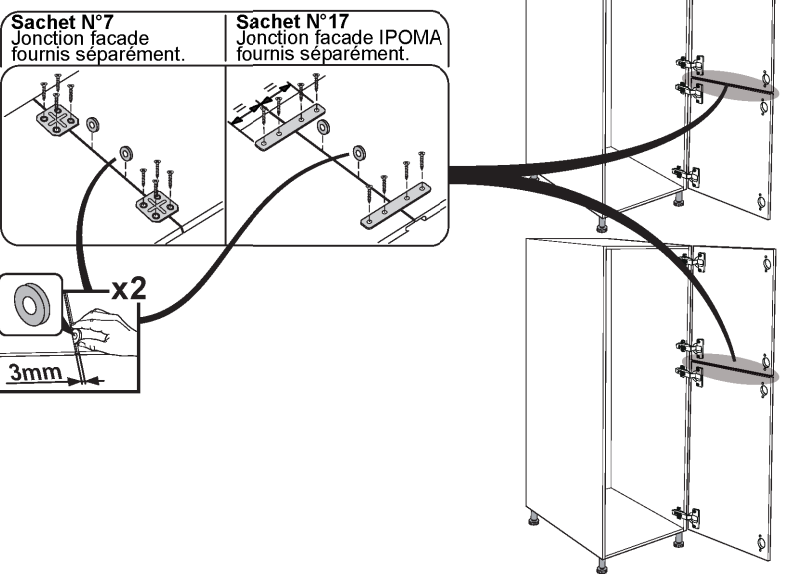 Sachet N°7
Jonction facade
fournis séparément.
Sachet N°17
Jonction facade IPOMA
fournis séparément.
=
=
x2
3mm